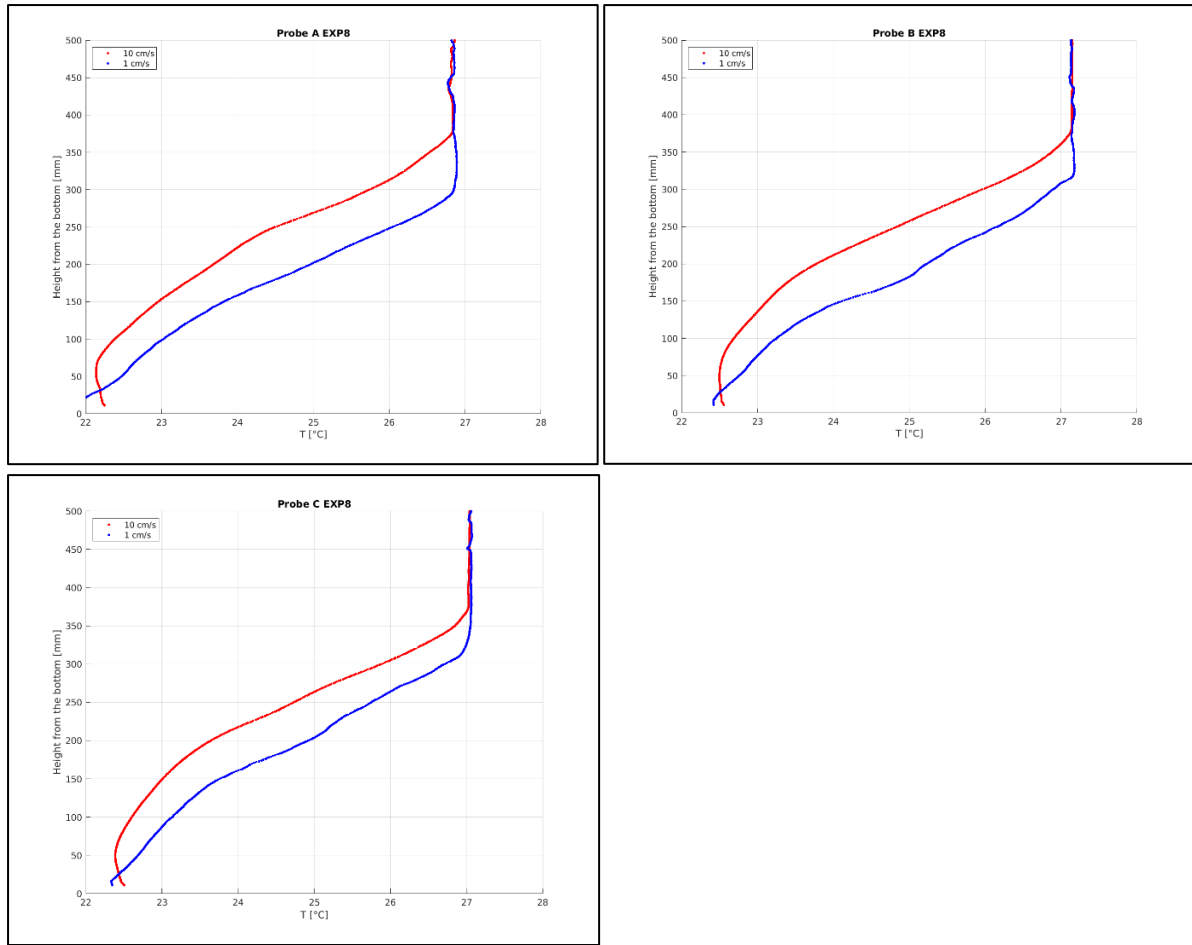 Probe A EXP8
10 cm/s
1 cm/s
500
450
400
350
300
250
200
150
100
50
0
Height from the bottom [mm]
22 23 24 25 26 27 28
T [°C]
Probe B EXP8
10 cm/s
1 cm/s
500
450
400
350
300
250
200
150
100
50
0
Height from the bottom [mm]
22 23 24 25 26 27 28
T [°C]
Probe C EXP8
10 cm/s
1 cm/s
500
450
400
350
300
250
200
150
100
50
0
Height from the bottom [mm]
22 23 24 25 26 27 28
T [°C]